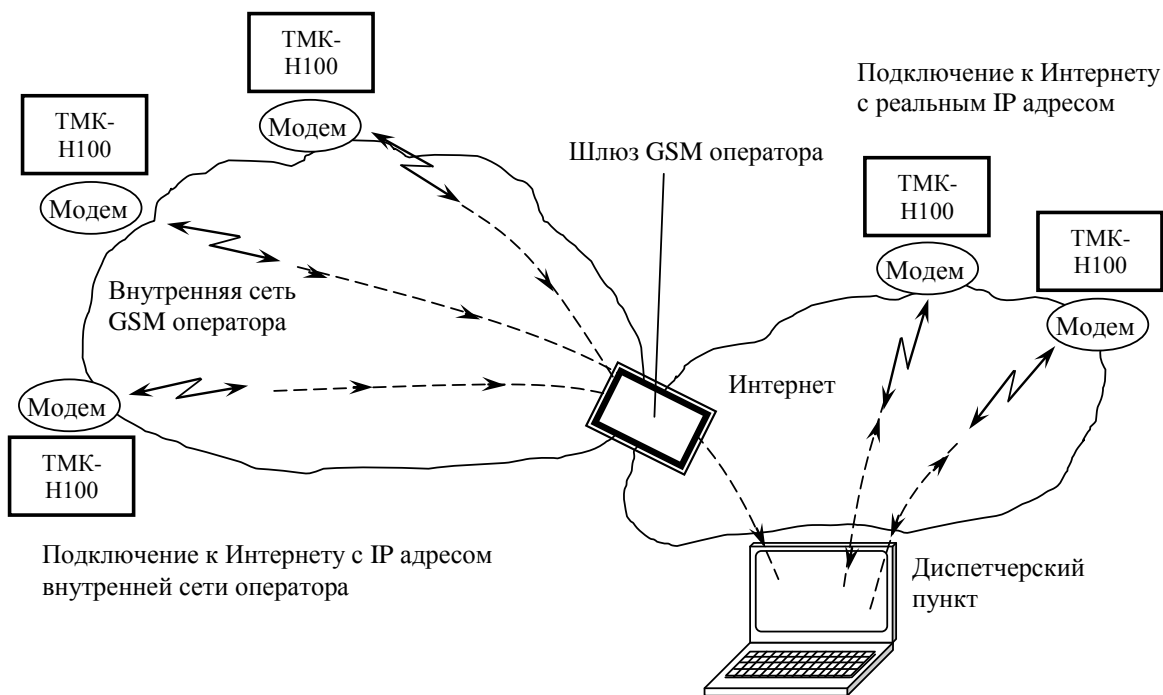 ТМК-
Н100
Модем
ТМК-
Н100
Модем
Подключение к Интернету
с реальным IP адресом
Шлюз GSM оператора
ТМК-
Н100
Модем
ТМК-
Н100
Модем
Внутренняя сеть
GSM оператора
Интернет
Модем
ТМК-
Н100
Подключение к Интернету с IP адресом
внутренней сети оператора
Диспетчерский
пункт